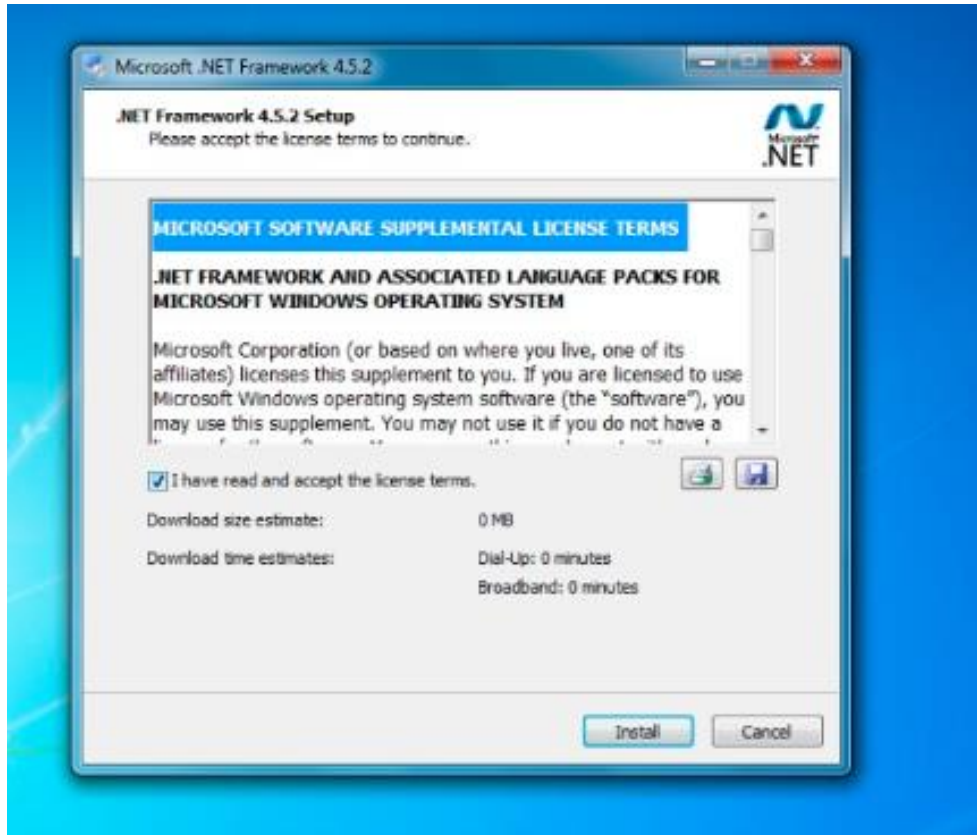 Microsoft .NET Framework 4.5.2
.NET Framework 4.5.2 Setup
Please accept the license terms to continue.
Microsoft
.NET
MICROSOFT SOFTWARE SUPPLEMENTAL LICENSE TERMS
.NET FRAMEWORK AND ASSOCIATED LANGUAGE PACKS FOR
MICROSOFT WINDOWS OPERATING SYSTEM
Microsoft Corporation (or based on where you live, one of its
affiliates) licenses this supplement to you. If you are licensed to use
Microsoft Windows operating system software (the “software”), you
may use this supplement. You may not use it if you do not have a
I have read and accept the license terms.
Download size estimate: 0 MB
Download time estimates: Dial-Up: 0 minutes
Broadband: 0 minutes
Install Cancel